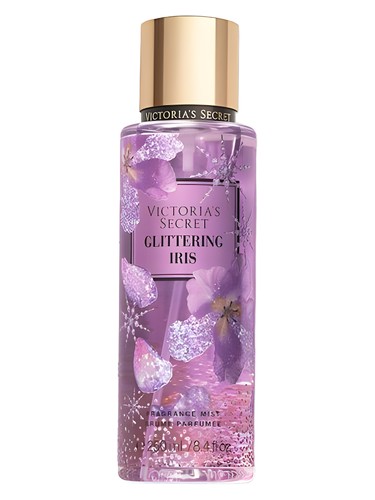 VICTORIA'S SECRET
VICTORIA'S
SECRET
GLITTERING
IRIS
FRAGRANCE MIST
BRUME PARFUMÉE
℮ 250 mL / 8.4 fl oz